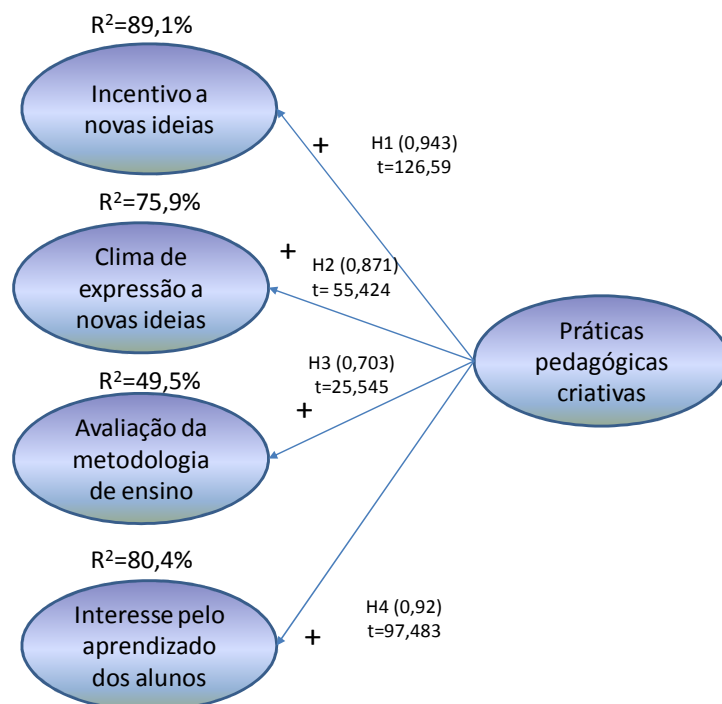 R²=89,1%
Incentivo a
novas ideias
+
H1 (0,943)
t=126,59
R²=75,9%
Clima de
expressão a
novas ideias
+
H2 (0,871)
t= 55,424
Práticas
pedagógicas
criativas
R²=49,5%
Avaliação da
metodologia
de ensino
+
H3 (0,703)
t=25,545
R²=80,4%
Interesse pelo
aprendizado
dos alunos
+
H4 (0,92)
t=97,483